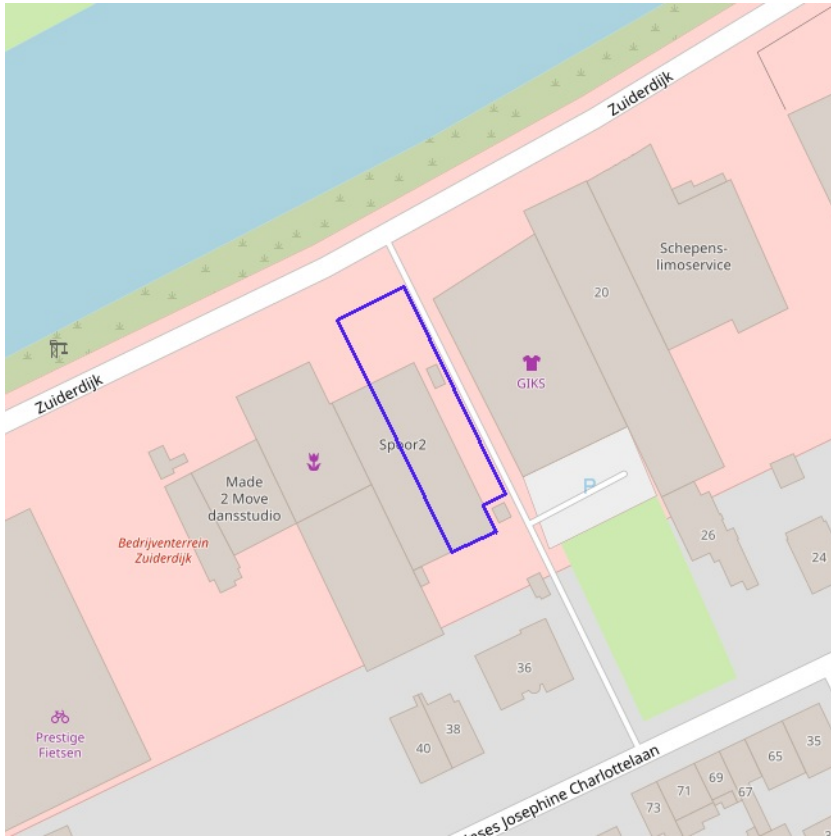 Zuiderdijk
Schepens-
limoservice
20
Zuiderdijk
GIKS
Spoor2
Made
2 Move
dansstudio
P
Bedrijventerrein
Zuiderdijk
26
24
36
Prestige
Fietsen
38
40
Josephine Charlottelaan
35
65
69
71
67
73